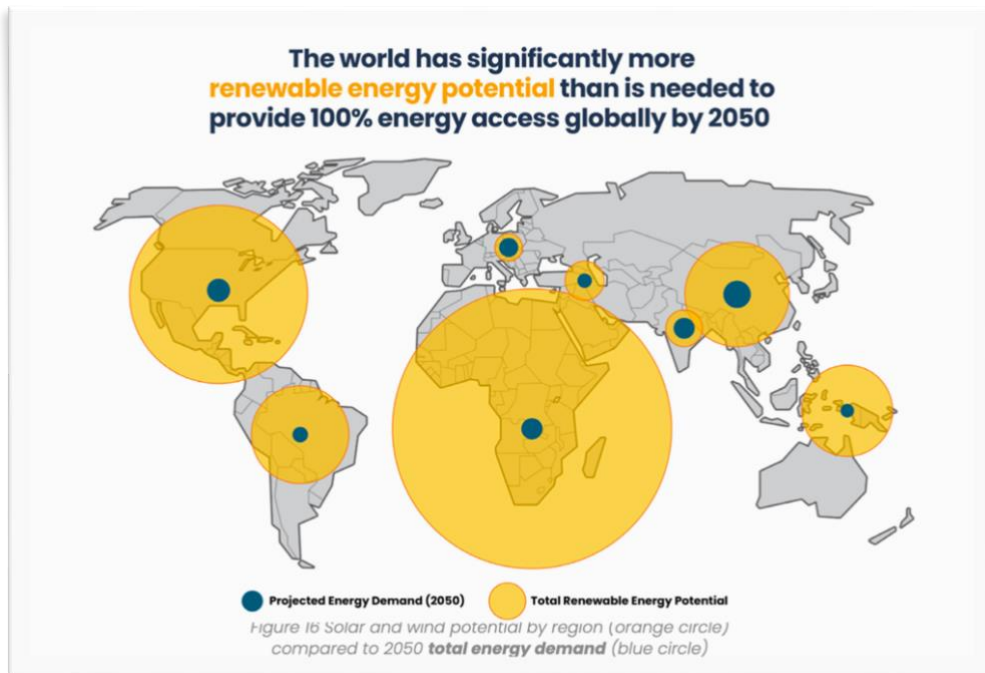 The world has significantly more
renewable energy potential than is needed to
provide 100% energy access globally by 2050
Projected Energy Demand (2050)
Total Renewable Energy Potential
Figure 16 Solar and wind potential by region (orange circle)
compared to 2050 total energy demand (blue circle)